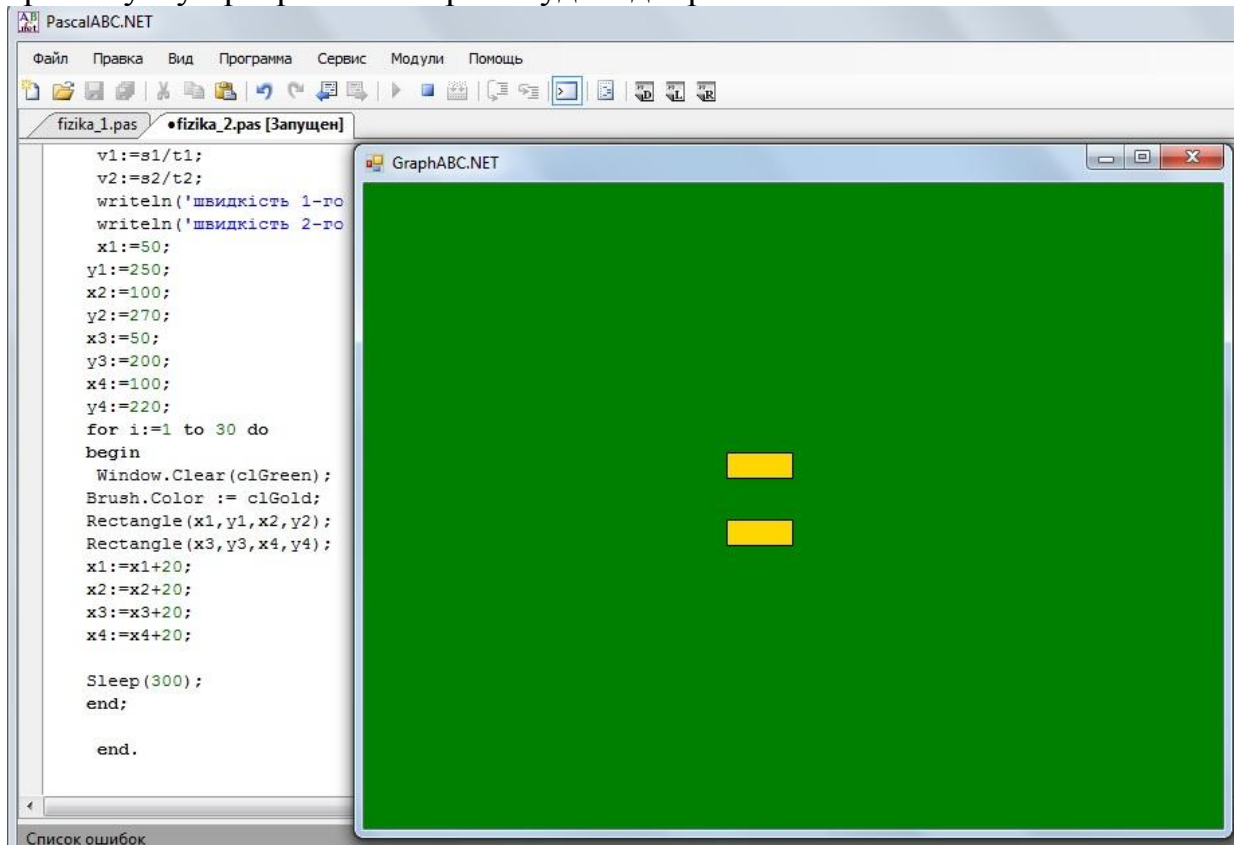 PascalABC.NET
Файл Правка Вид Программа Сервис Модули Помощь
fizika_1.pas •fizika_2.pas [Запущен]
GraphABC.NET
v1:=s1/t1;
v2:=s2/t2;
writeln('швидкість 1-го
writeln('швидкість 2-го
x1:=50;
y1:=250;
x2:=100;
y2:=270;
x3:=50;
y3:=200;
x4:=100;
y4:=220;
for i:=1 to 30 do
begin
Window.Clear(clGreen);
Brush.Color := clGold;
Rectangle(x1,y1,x2,y2);
Rectangle(x3,y3,x4,y4);
x1:=x1+20;
x2:=x2+20;
x3:=x3+20;
x4:=x4+20;
Sleep(300);
end;
end.
Список ошибок